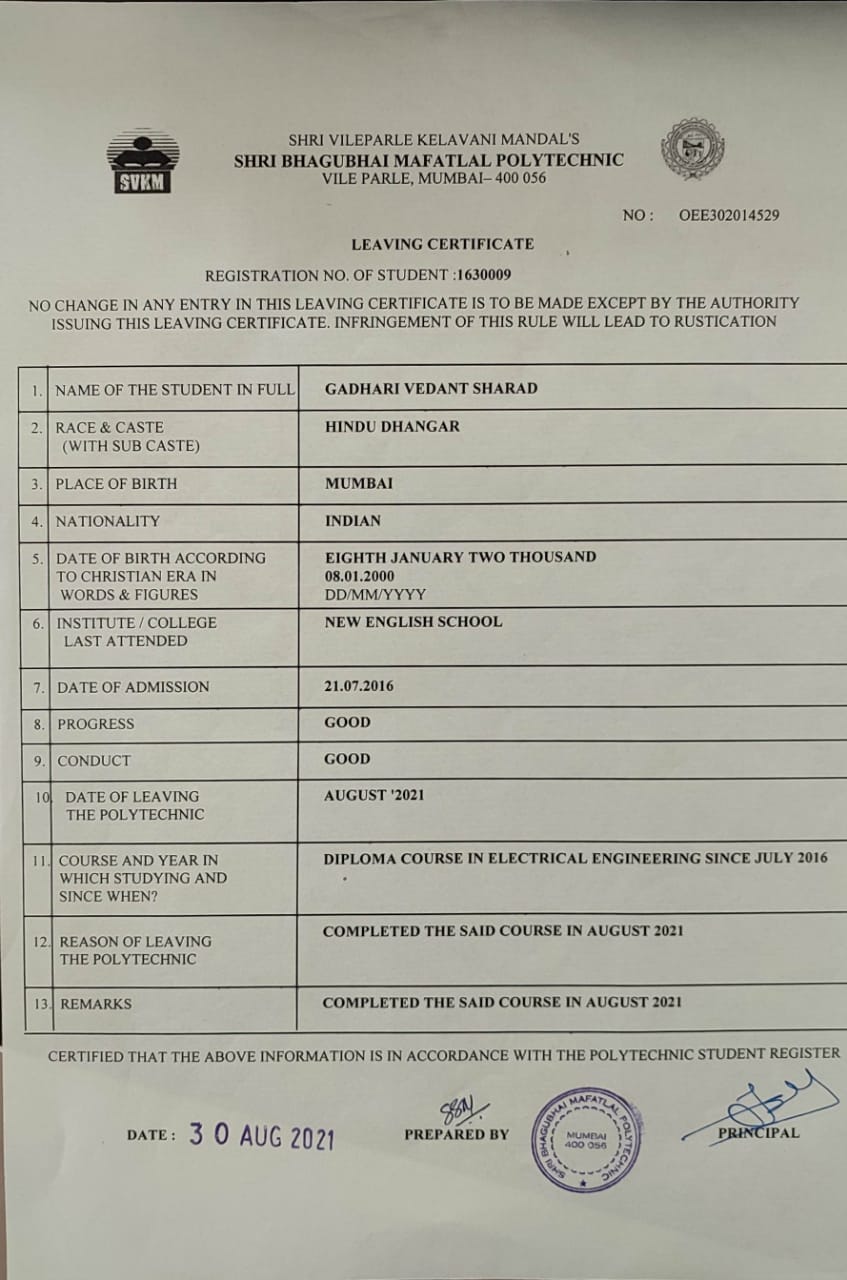 SVKM
SHRI VILEPARLE KELAVANI MANDAL'S
SHRI BHAGUBHAI MAFATLAL POLYTECHNIC
VILE PARLE, MUMBAI– 400 056
NO : OEE302014529
LEAVING CERTIFICATE
REGISTRATION NO. OF STUDENT :1630009
NO CHANGE IN ANY ENTRY IN THIS LEAVING CERTIFICATE IS TO BE MADE EXCEPT BY THE AUTHORITY
ISSUING THIS LEAVING CERTIFICATE. INFRINGEMENT OF THIS RULE WILL LEAD TO RUSTICATION
1. NAME OF THE STUDENT IN FULL GADHARI VEDANT SHARAD
2. RACE & CASTE HINDU DHANGAR
(WITH SUB CASTE)
3. PLACE OF BIRTH MUMBAI
4. NATIONALITY INDIAN
5. DATE OF BIRTH ACCORDING EIGHTH JANUARY TWO THOUSAND
TO CHRISTIAN ERA IN 08.01.2000
WORDS & FIGURES DD/MM/YYYY
6. INSTITUTE / COLLEGE NEW ENGLISH SCHOOL
LAST ATTENDED
7. DATE OF ADMISSION 21.07.2016
8. PROGRESS GOOD
9. CONDUCT GOOD
10. DATE OF LEAVING AUGUST '2021
THE POLYTECHNIC
11. COURSE AND YEAR IN DIPLOMA COURSE IN ELECTRICAL ENGINEERING SINCE JULY 2016
WHICH STUDYING AND
SINCE WHEN?
12. REASON OF LEAVING COMPLETED THE SAID COURSE IN AUGUST 2021
THE POLYTECHNIC
13. REMARKS COMPLETED THE SAID COURSE IN AUGUST 2021
CERTIFIED THAT THE ABOVE INFORMATION IS IN ACCORDANCE WITH THE POLYTECHNIC STUDENT REGISTER
DATE : 30 AUG 2021 PREPARED BY PRINCIPAL
SHRI BHAGUBHAI MAFATLAL POLYTECHNIC
MUMBAI
400 056